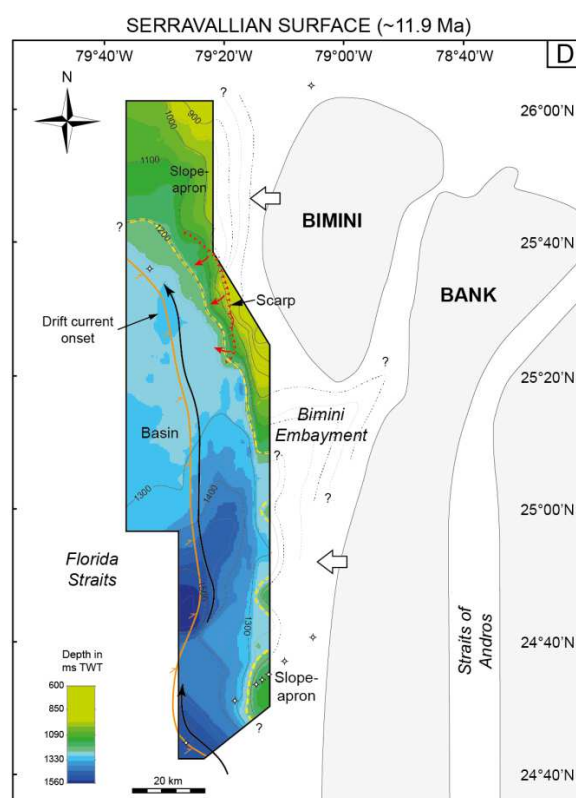 SERRAVALLIAN SURFACE (~11.9 Ma)
79°40'W
79°20'W
79°00'W
78°40'W
D
N
?
900
1000
26°00'N
1100
Slope-
apron
BIMINI
?
1200
BANK
25°40'N
Scarp
Drift current
onset
25°20'N
?
Basin
Bimini
Embayment
?
1300
1400
?
25°00'N
Florida
Straits
1300
Straits of
Andros
24°40'N
Depth in
ms TWT
600
850
1090
1330
1560
Slope-
apron
?
20 km
24°40'N